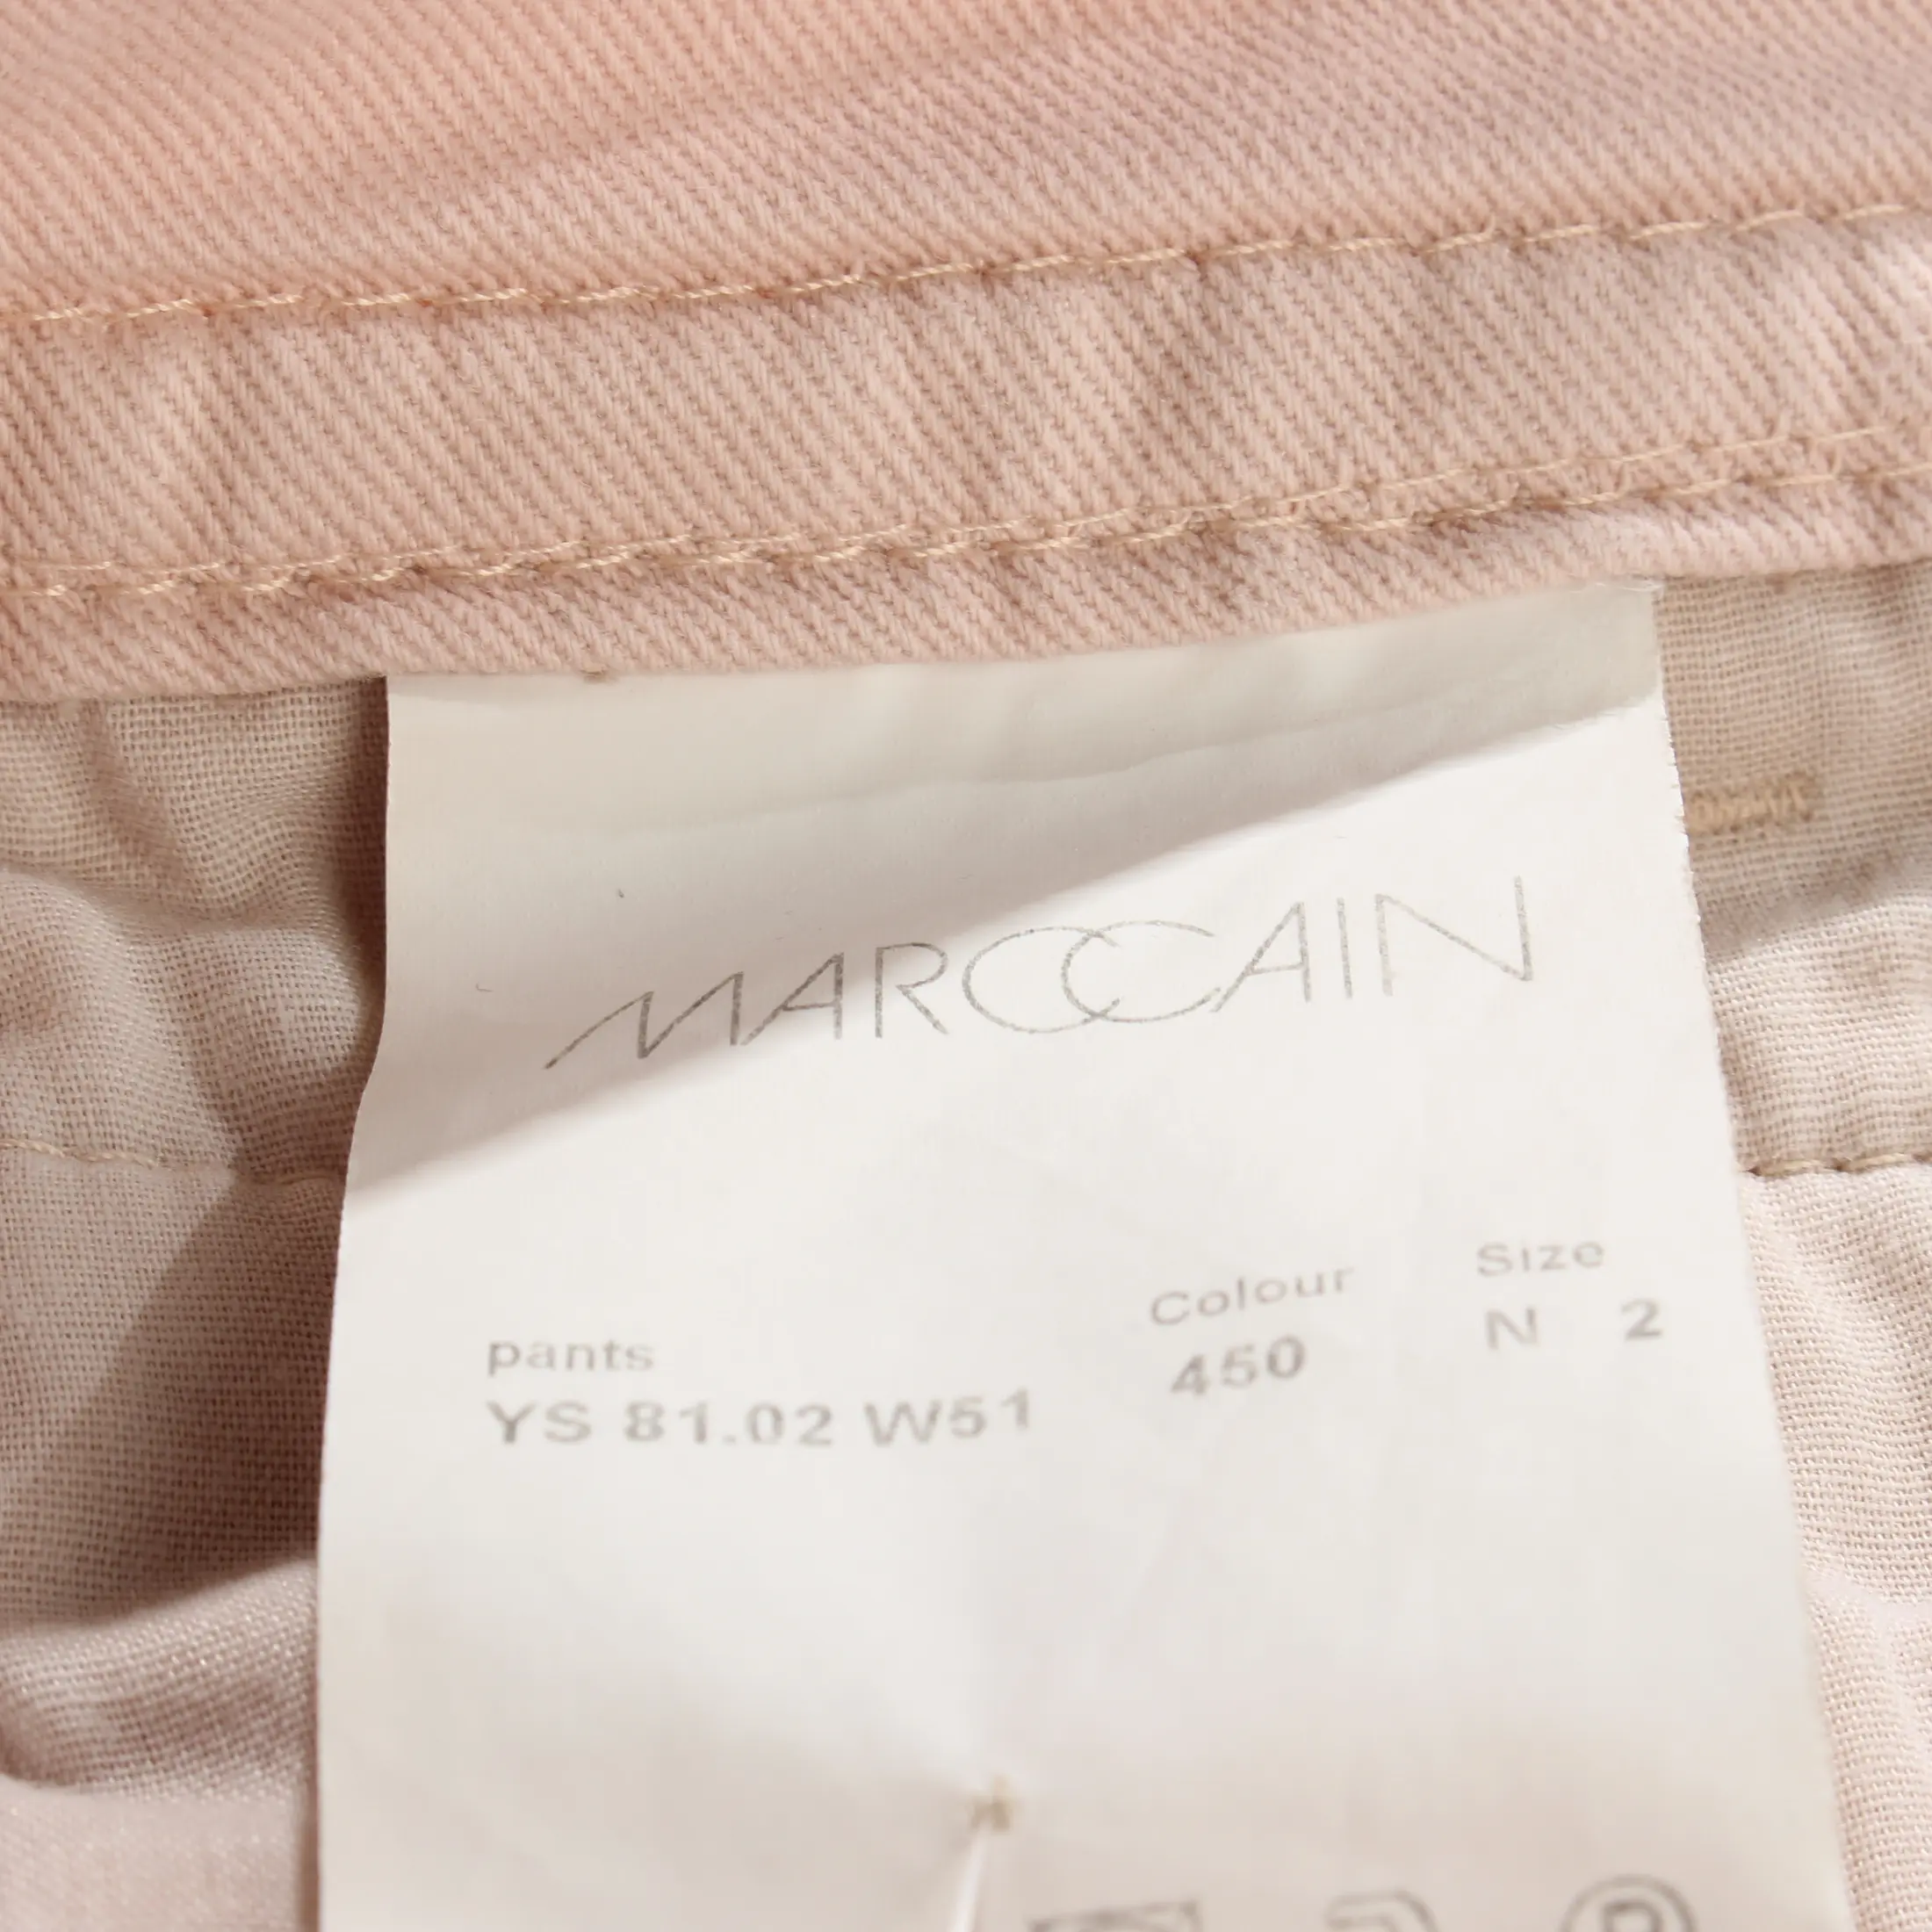 MARCCAIN
pants Colour Size
YS 81.02 W51 450 N 2
P